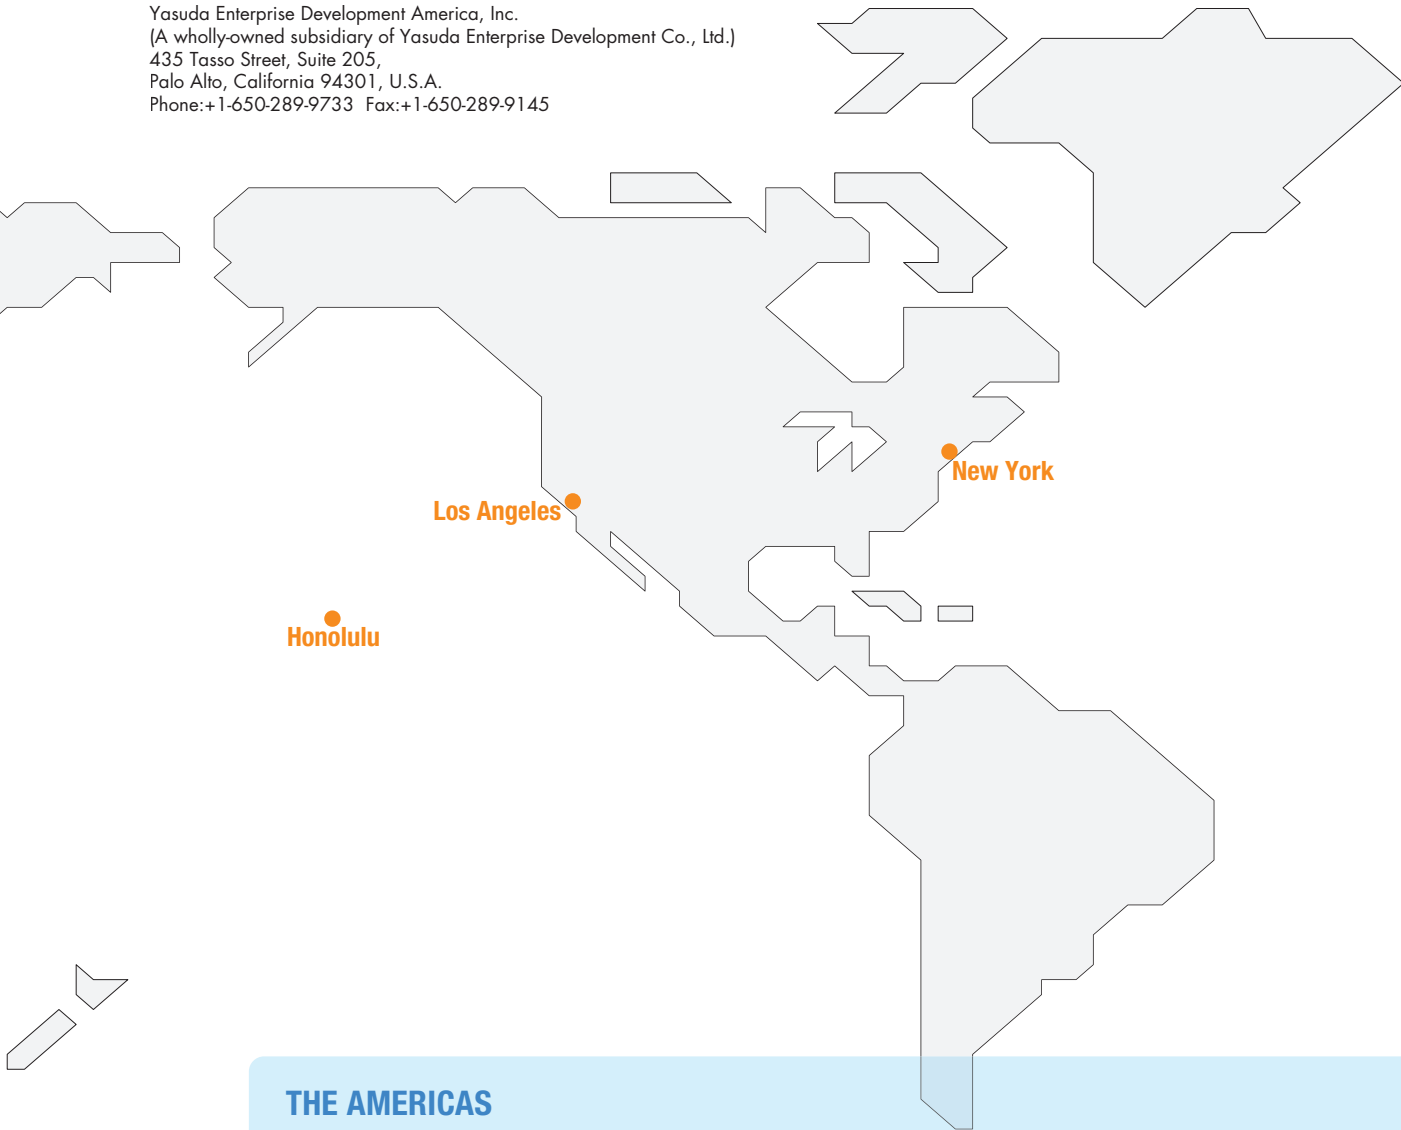 Yasuda Enterprise Development America, Inc.
(A wholly-owned subsidiary of Yasuda Enterprise Development Co., Ltd.)
435 Tasso Street, Suite 205,
Palo Alto, California 94301, U.S.A.
Phone:+1-650-289-9733 Fax:+1-650-289-9145
New York
Los Angeles
Honolulu
THE AMERICAS